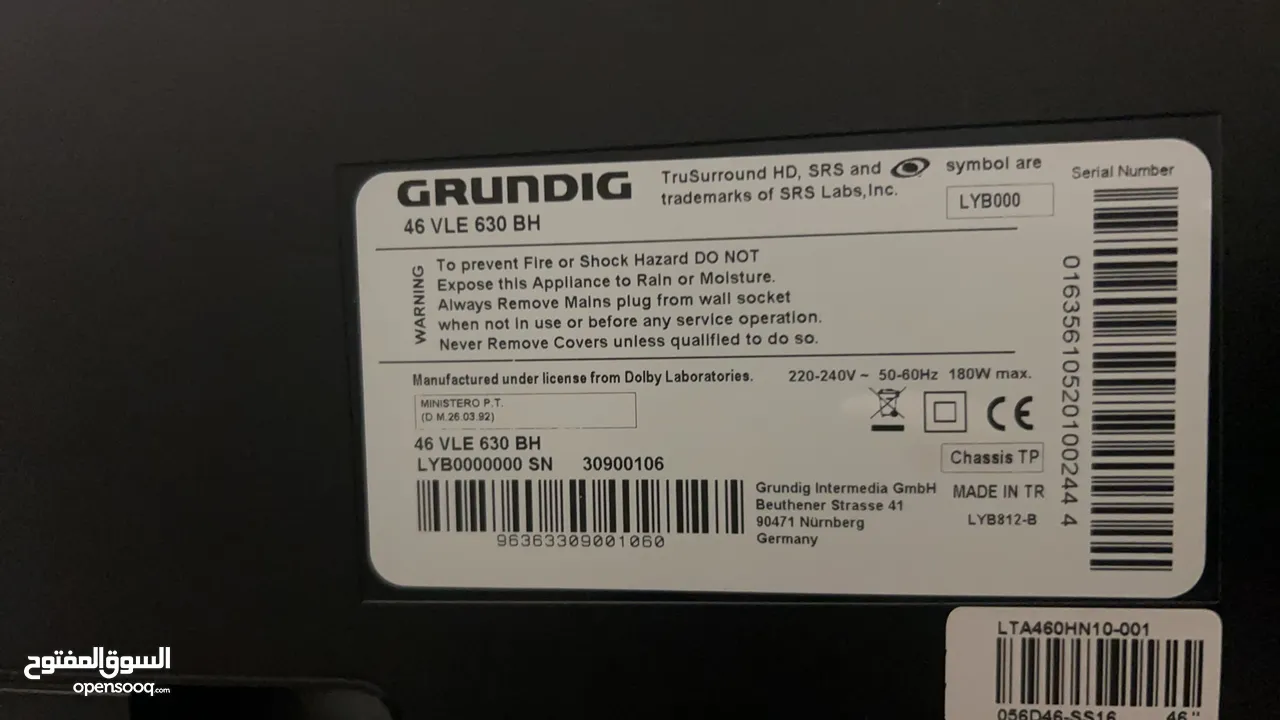 GRUNDIG
46 VLE 630 BH
TruSurround HD, SRS and symbol are
trademarks of SRS Labs,Inc.
LYB000
Serial Number
WARNING
To prevent Fire or Shock Hazard DO NOT
Expose this Appliance to Rain or Moisture.
Always Remove Mains plug from wall socket
when not in use or before any service operation.
Never Remove Covers unless qualified to do so.
01635610520100244 4
Manufactured under license from Dolby Laboratories.
220-240V ~ 50-60Hz 180W max.
MINISTERO P.T.
(D M.26.03.92)
CE
46 VLE 630 BH
LYB0000000 SN 30900106
Chassis TP
96363309001060
Grundig Intermedia GmbH
Beuthener Strasse 41
90471 Nürnberg
Germany
MADE IN TR
LYB812-B
LTA460HN10-001
056D46-SS16 46"
السوق المفتوح
opensooq.com